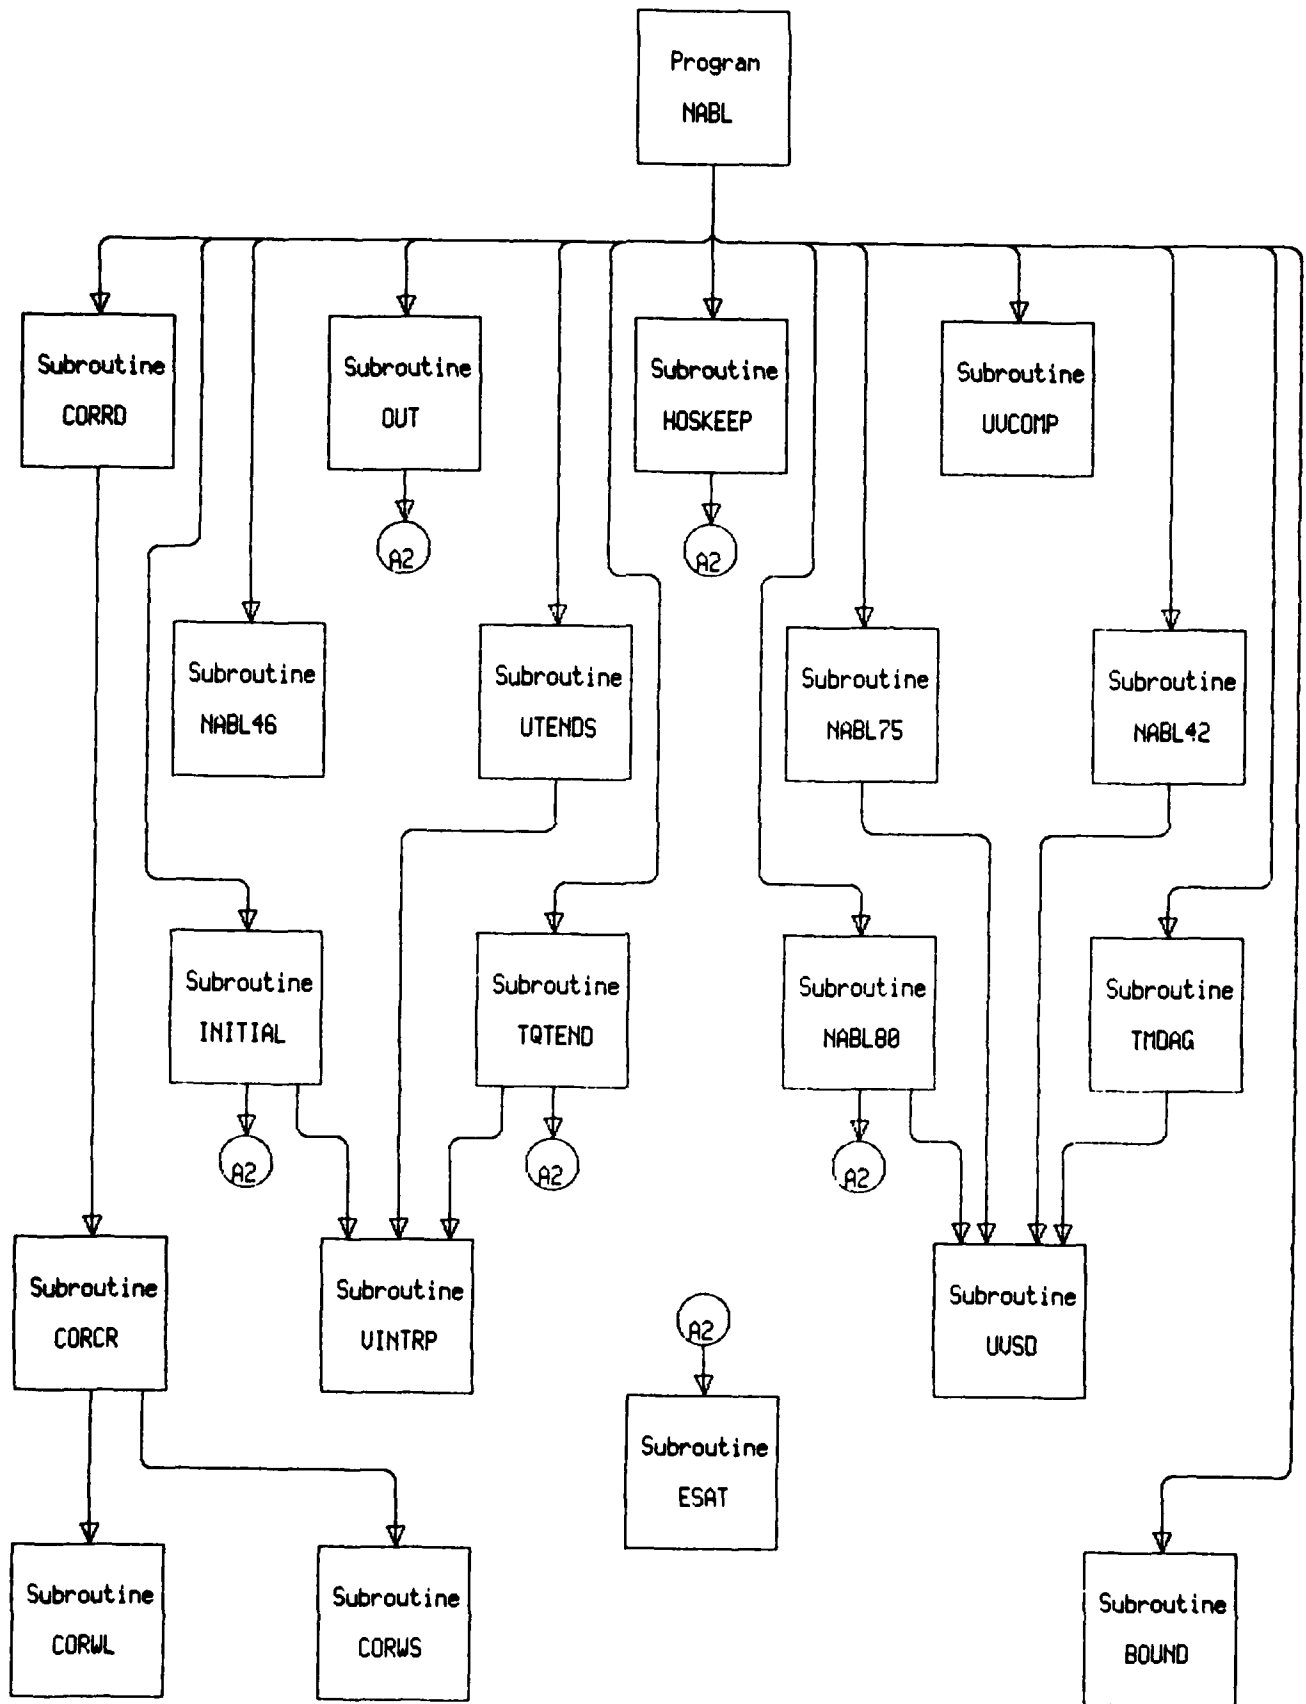 Program
NABL
Subroutine
CORRD
Subroutine
OUT
Subroutine
HOSKEEP
Subroutine
UVCOMP
A2
A2
Subroutine
NABL46
Subroutine
UTENDS
Subroutine
NABL75
Subroutine
NABL42
Subroutine
INITIAL
Subroutine
TQTEND
Subroutine
NABL80
Subroutine
TMDAG
A2
A2
A2
Subroutine
CORCR
Subroutine
VINTRP
A2
Subroutine
UVSD
Subroutine
ESAT
Subroutine
CORWL
Subroutine
CORWS
Subroutine
BOUND